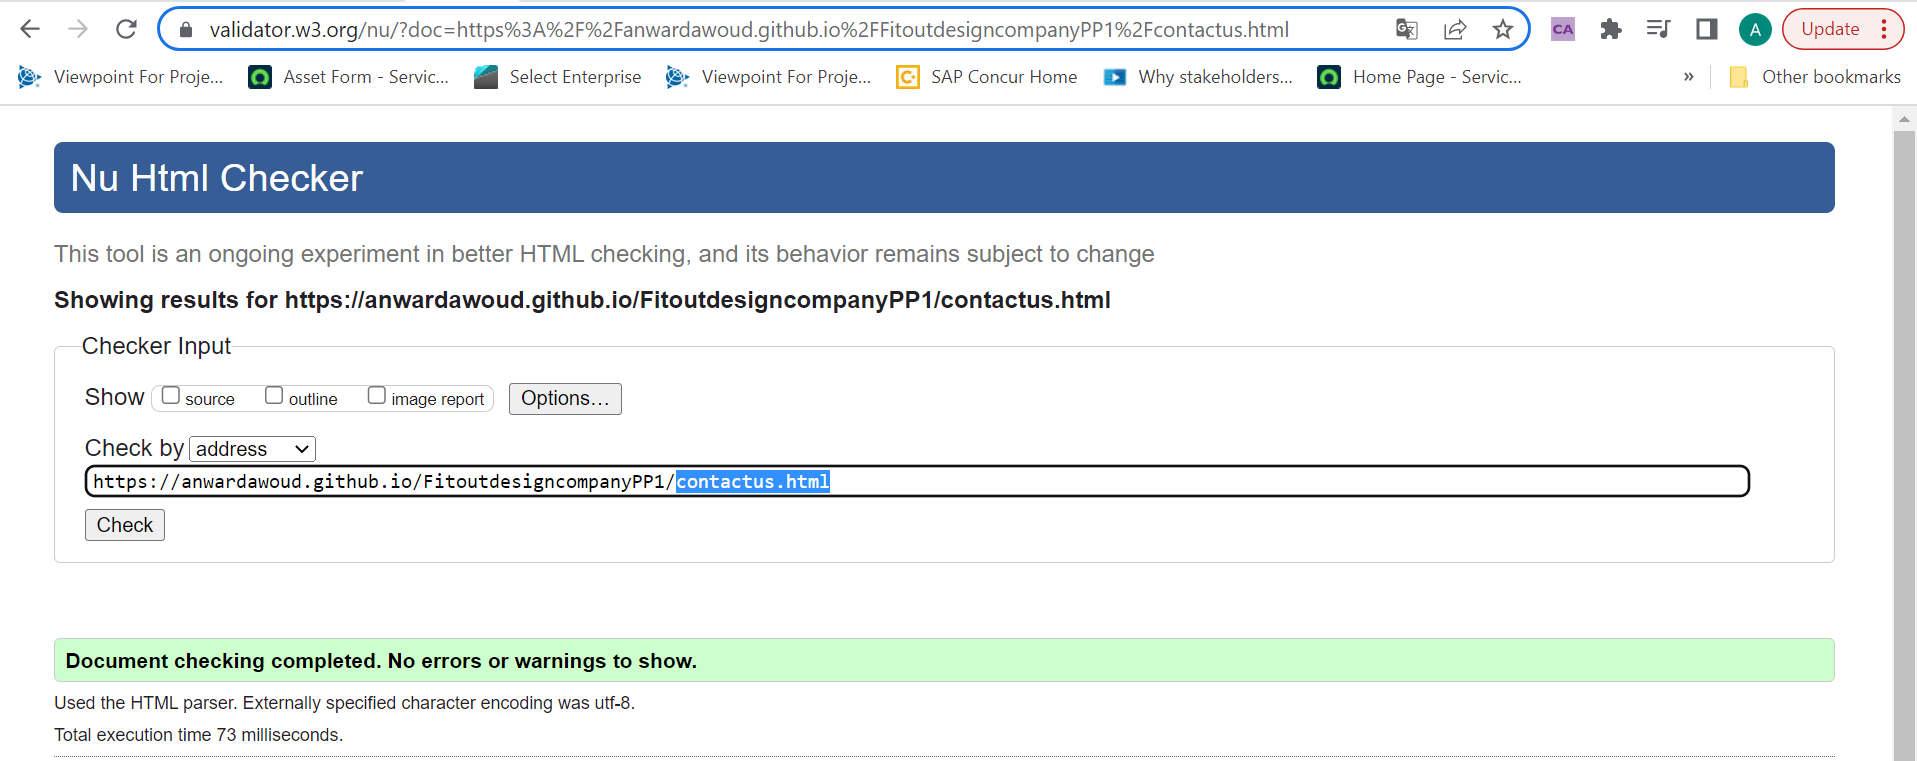 validator.w3.org/nu/?doc=https%3A%2F%2Fanwardawoud.github.io%2FFitoutdesigncompanyPP1%2Fcontactus.html
CA
A
Update
Viewpoint For Proje...
Asset Form - Servic...
Select Enterprise
Viewpoint For Proje...
SAP Concur Home
Why stakeholders...
Home Page - Servic...
»
Other bookmarks
Nu Html Checker
This tool is an ongoing experiment in better HTML checking, and its behavior remains subject to change
Showing results for https://anwardawoud.github.io/FitoutdesigncompanyPP1/contactus.html
Checker Input
Show source outline image report Options...
Check by address
https://anwardawoud.github.io/FitoutdesigncompanyPP1/contactus.html
Check
Document checking completed. No errors or warnings to show.
Used the HTML parser. Externally specified character encoding was utf-8.
Total execution time 73 milliseconds.